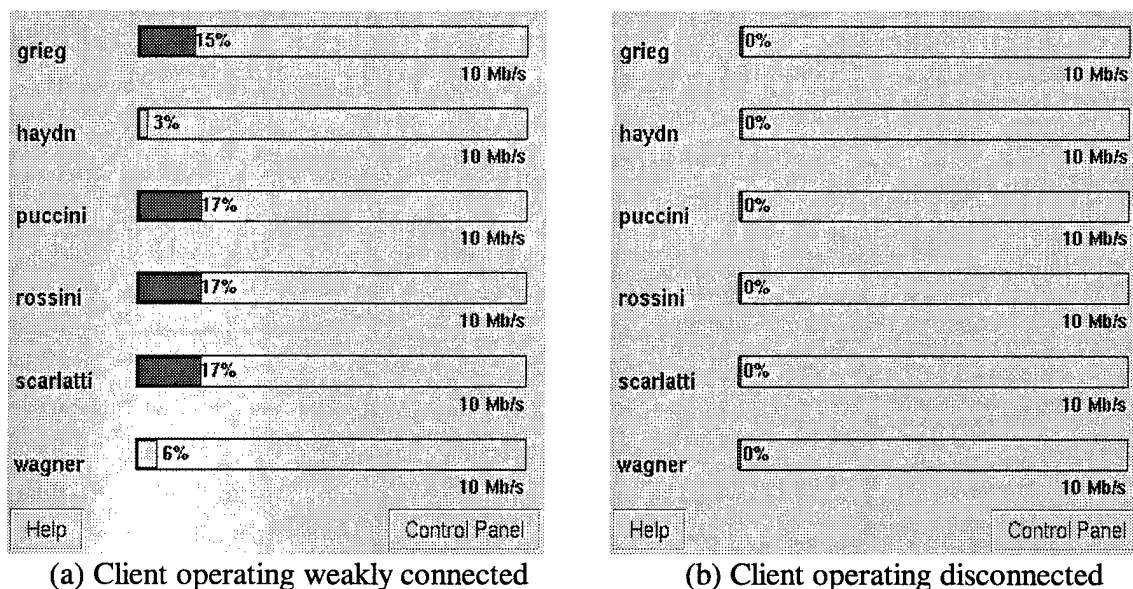 grieg
15%
10 Mb/s
haydn
3%
10 Mb/s
puccini
17%
10 Mb/s
rossini
17%
10 Mb/s
scarlatti
17%
10 Mb/s
wagner
6%
10 Mb/s
Help
Control Panel
(a) Client operating weakly connected
grieg
0%
10 Mb/s
haydn
0%
10 Mb/s
puccini
0%
10 Mb/s
rossini
0%
10 Mb/s
scarlatti
0%
10 Mb/s
wagner
0%
10 Mb/s
Help
Control Panel
(b) Client operating disconnected